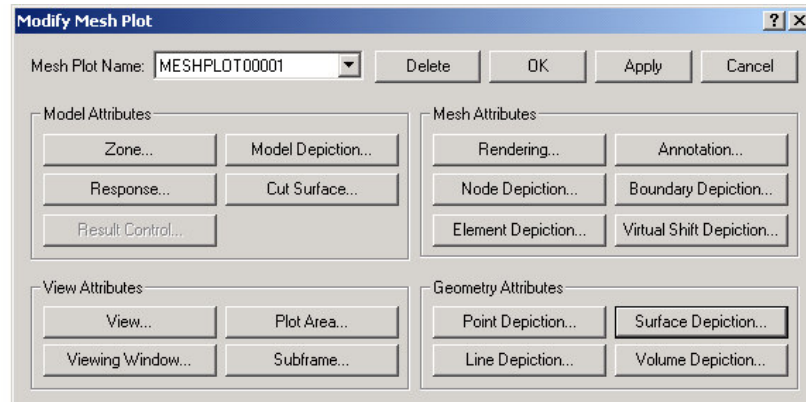 Modify Mesh Plot
Mesh Plot Name: MESHPLOT00001 Delete OK Apply Cancel
Model Attributes
Zone... Model Depiction...
Response... Cut Surface...
Result Control...
Mesh Attributes
Rendering... Annotation...
Node Depiction... Boundary Depiction...
Element Depiction... Virtual Shift Depiction...
View Attributes
View... Plot Area...
Viewing Window... Subframe...
Geometry Attributes
Point Depiction... Surface Depiction...
Line Depiction... Volume Depiction...